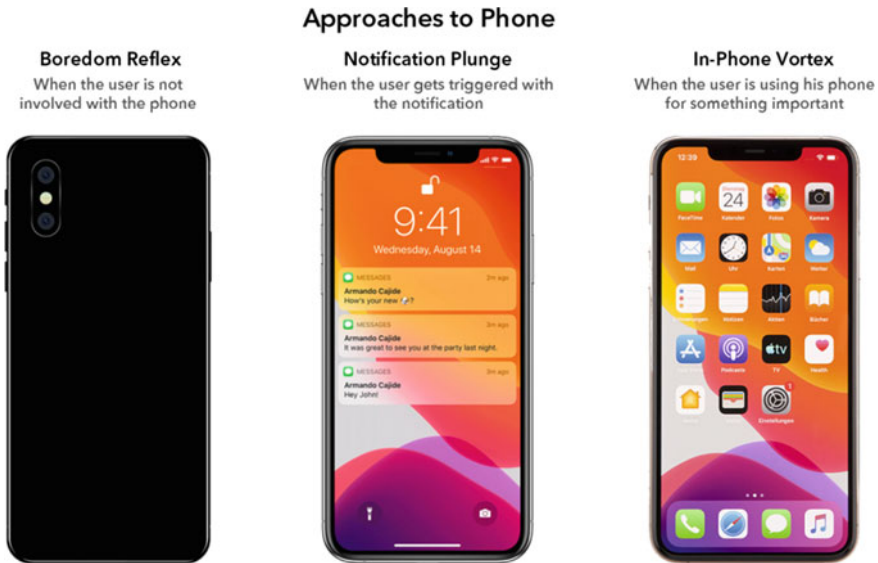 Approaches to Phone
Boredom Reflex
When the user is not
involved with the phone
Notification Plunge
When the user gets triggered with
the notification
In-Phone Vortex
When the user is using his phone
for something important
9:41
Wednesday, August 14
MESSAGES 2m ago
Armando Cajide
How's your new
?
MESSAGES 3m ago
Armando Cajide
It was great to see you at the party last night.
MESSAGES 3m ago
Armando Cajide
Hey John!
12:39
24
FaceTime Kalender Fotos Kamera
Mail Uhr Karten Wetter
Notizen Aktien Bücher
tv
Podcasts TV Health
1
Einstellungen